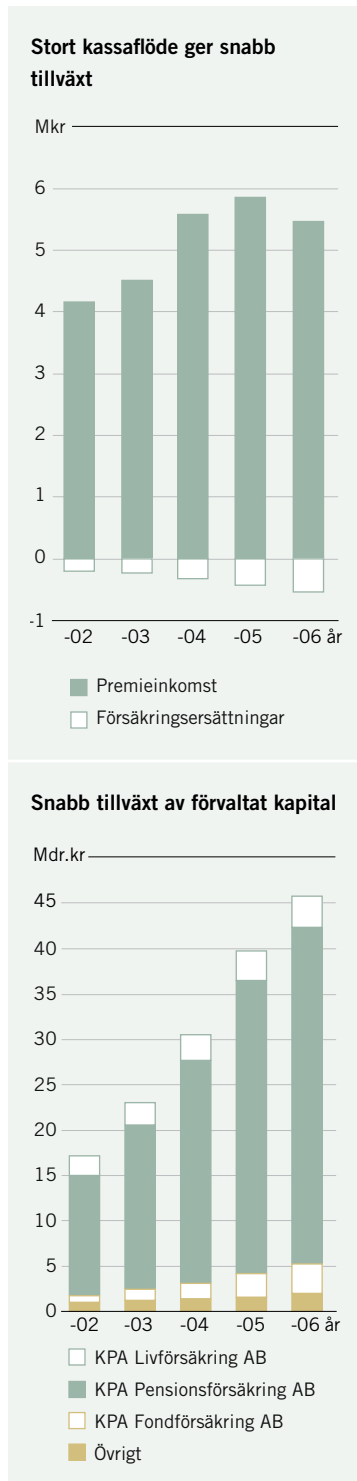 Stort kassaflöde ger snabb
tillväxt
Mkr
6
5
4
3
2
1
0
-1
-02 -03 -04 -05 -06 år
Premieinkomst
Försäkringsersättningar
Snabb tillväxt av förvaltat kapital
Mdr.kr
45
40
35
30
25
20
15
10
5
0
-02 -03 -04 -05 -06 år
KPA Livförsäkring AB
KPA Pensionsförsäkring AB
KPA Fondförsäkring AB
Övrigt